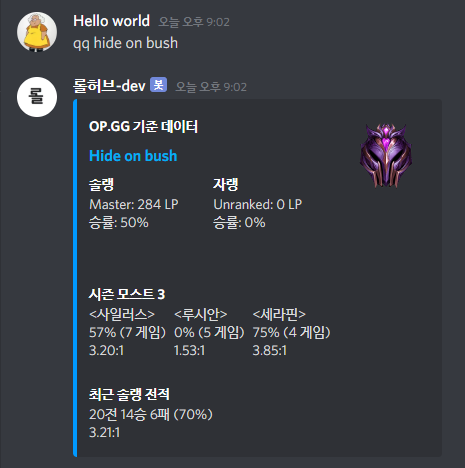 Hello world 오늘 오후 9:02
qq hide on bush
롤
롤허브-dev 봇 오늘 오후 9:02
OP.GG 기준 데이터
Hide on bush
솔랭 자랭
Master: 284 LP Unranked: 0 LP
승률: 50% 승률: 0%
시즌 모스트 3
<사일러스> <루시안> <세라핀>
57% (7 게임) 0% (5 게임) 75% (4 게임)
3.20:1 1.53:1 3.85:1
최근 솔랭 전적
20전 14승 6패 (70%)
3.21:1